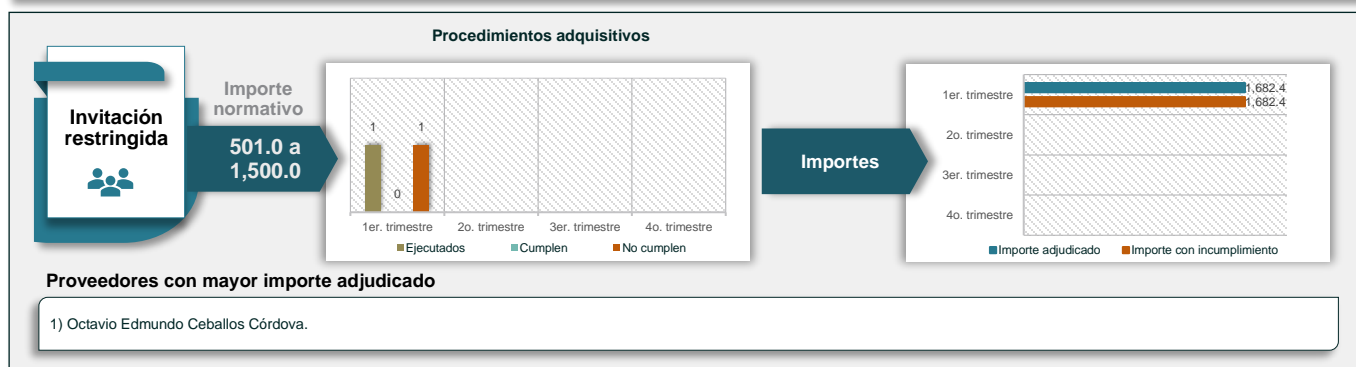 Procedimientos adquisitivos
Invitación
restringida
Importe
normativo
501.0 a
1,500.0
1
0
1
1er. trimestre
2o. trimestre
3er. trimestre
4o. trimestre
Ejecutados
Cumplen
No cumplen
Importes
1er. trimestre
1,682.4
1,682.4
2o. trimestre
3er. trimestre
4o. trimestre
Importe adjudicado
Importe con incumplimiento
Proveedores con mayor importe adjudicado
1) Octavio Edmundo Ceballos Córdova.